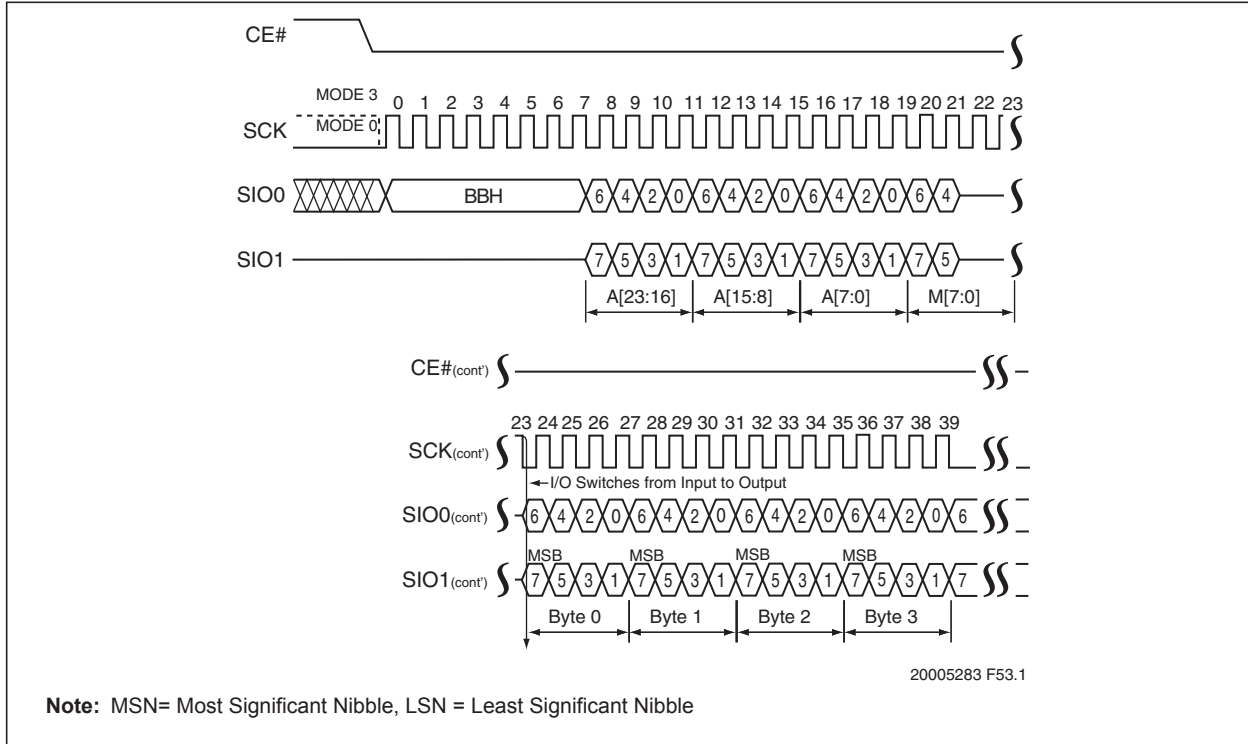 CE#
MODE 3
0 1 2 3 4 5 6 7 8 9 10 11 12 13 14 15 16 17 18 19 20 21 22 23
SCK
MODE 0
SIO0
BBH
6 4 2 0 6 4 2 0 6 4 2 0 6 4
SIO1
7 5 3 1 7 5 3 1 7 5 3 1 7 5
A[23:16] A[15:8] A[7:0] M[7:0]
CE#(cont')
23 24 25 26 27 28 29 30 31 32 33 34 35 36 37 38 39
SCK(cont')
I/O Switches from Input to Output
SIO0(cont') 6 4 2 0 6 4 2 0 6 4 2 0 6 4 2 0 6
MSB MSB MSB MSB
SIO1(cont') 7 5 3 1 7 5 3 1 7 5 3 1 7 5 3 1 7
Byte 0 Byte 1 Byte 2 Byte 3
20005283 F53.1
Note: MSN= Most Significant Nibble, LSN = Least Significant Nibble